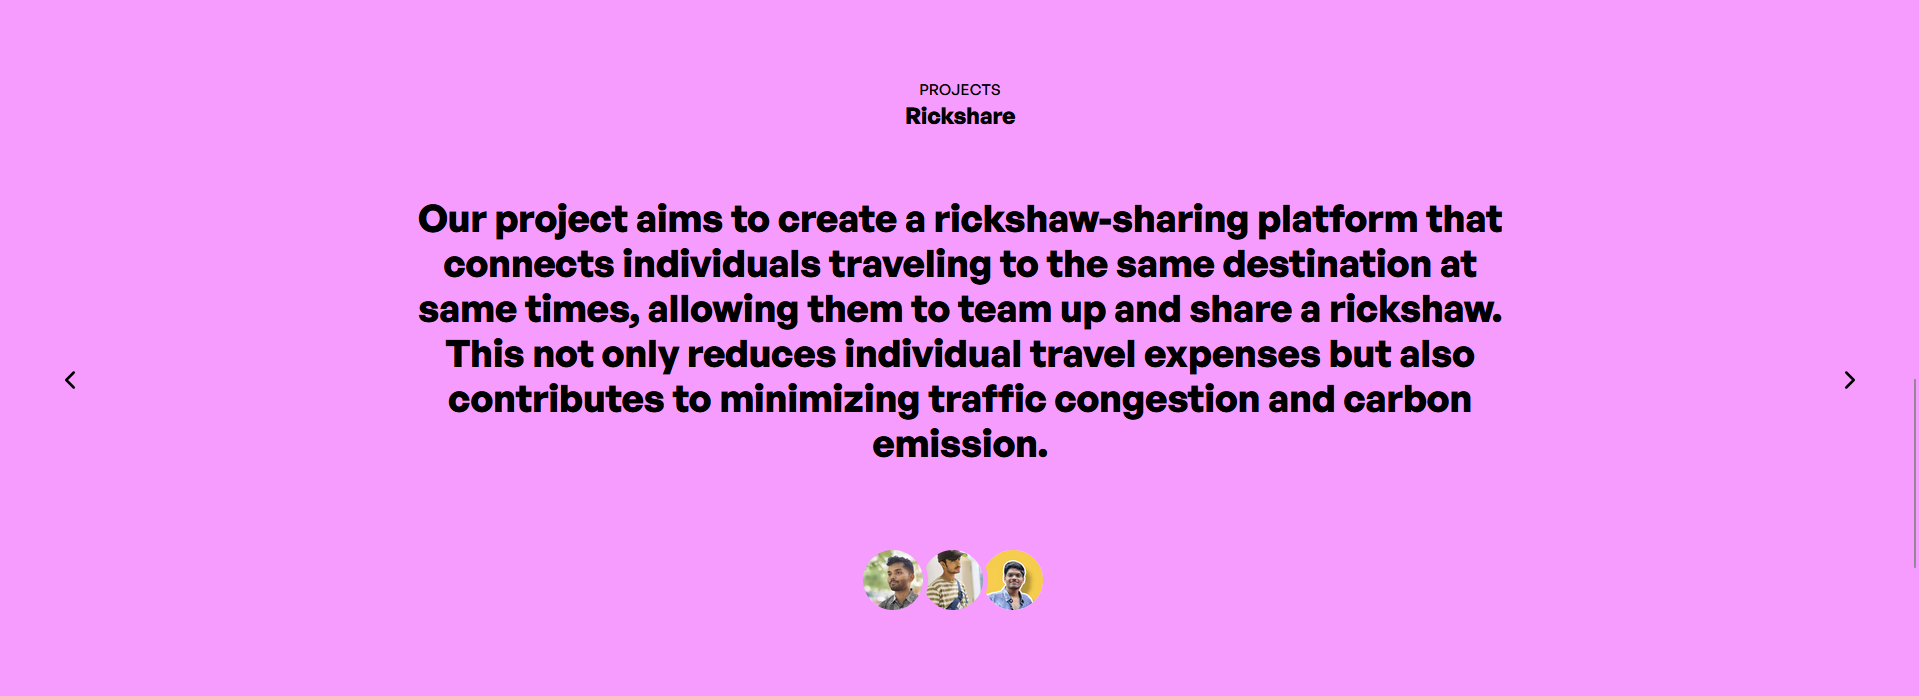 PROJECTS
Rickshare
Our project aims to create a rickshaw-sharing platform that
connects individuals traveling to the same destination at
same times, allowing them to team up and share a rickshaw.
This not only reduces individual travel expenses but also
contributes to minimizing traffic congestion and carbon
emission.